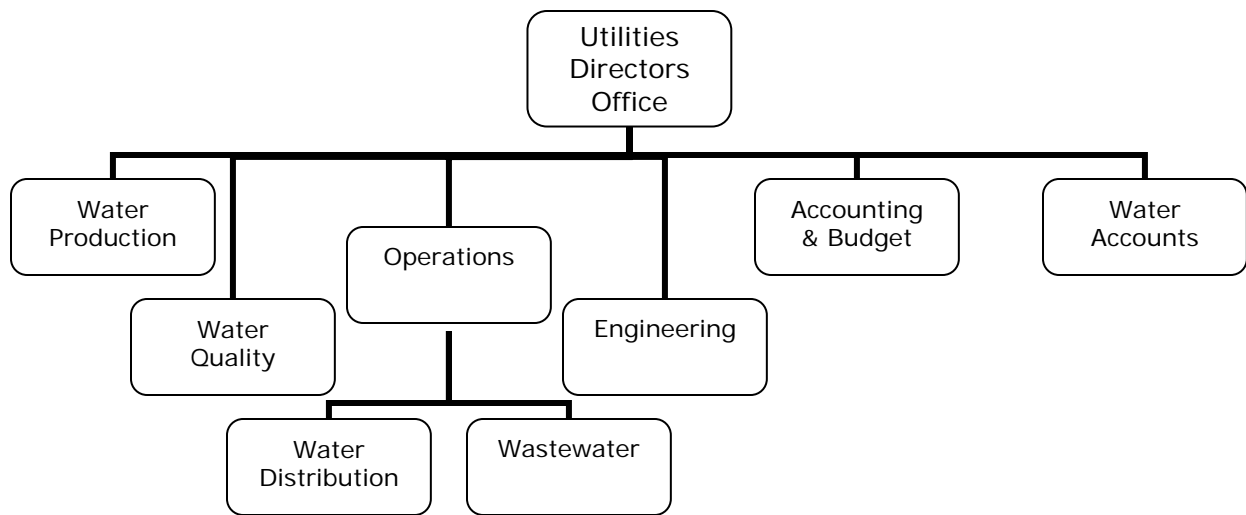 Utilities
Directors
Office
Water
Production
Accounting
& Budget
Water
Accounts
Operations
Water
Quality
Engineering
Water
Distribution
Wastewater